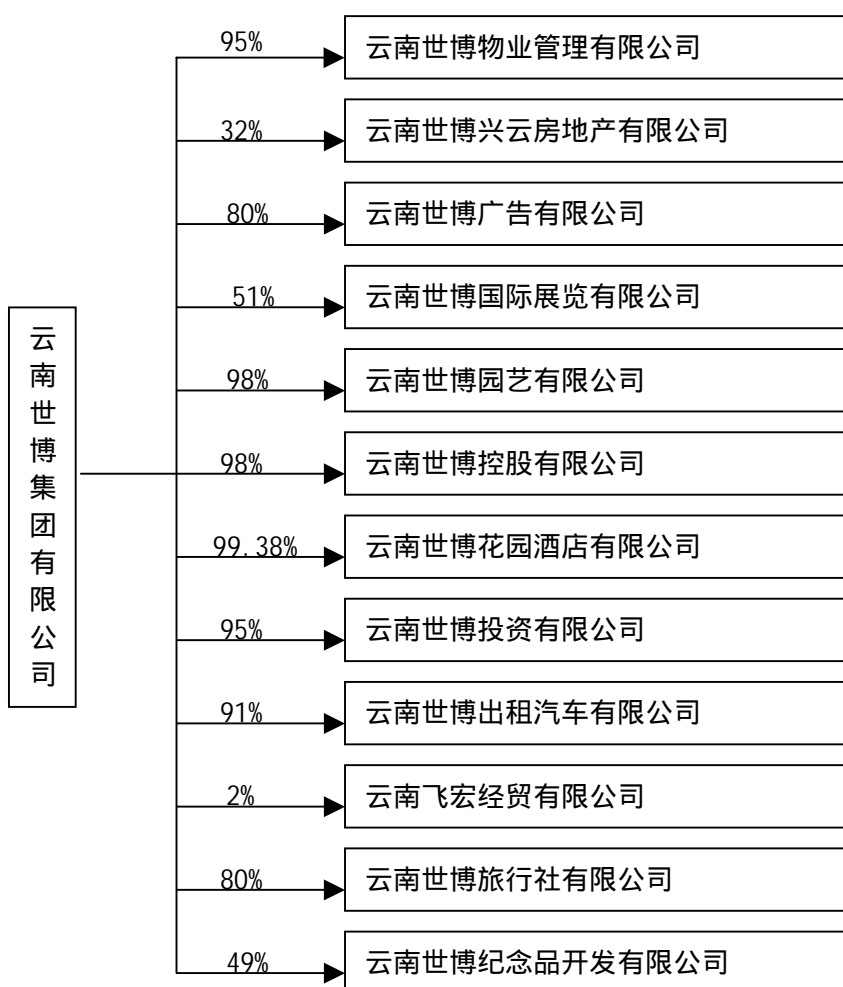 95%
云南世博物业管理有限公司
32%
云南世博兴云房地产有限公司
80%
云南世博广告有限公司
51%
云南世博国际展览有限公司
98%
云南世博园艺有限公司
云南世博集团有限公司
98%
云南世博控股有限公司
99.38%
云南世博花园酒店有限公司
95%
云南世博投资有限公司
91%
云南世博出租汽车有限公司
2%
云南飞宏经贸有限公司
80%
云南世博旅行社有限公司
49%
云南世博纪念品开发有限公司